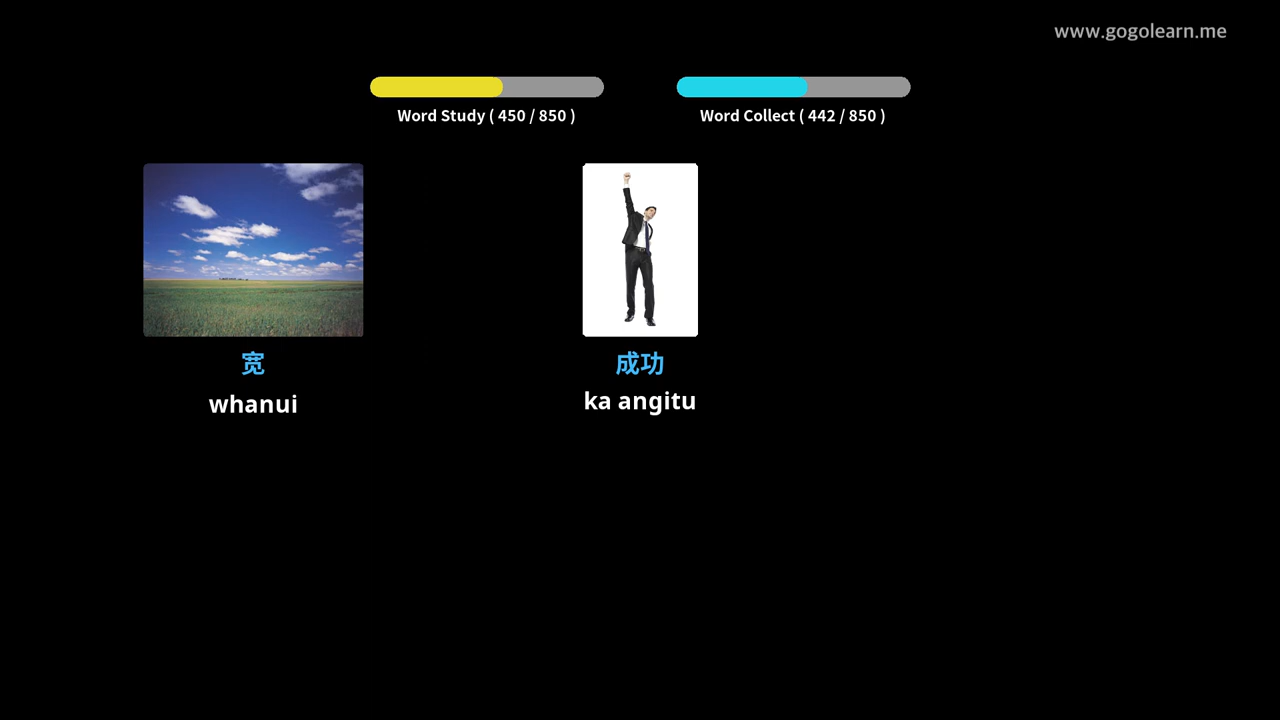 www.gogolearn.me
Word Study ( 450 / 850 )
Word Collect ( 442 / 850 )
宽
whanui
成功
ka angitu